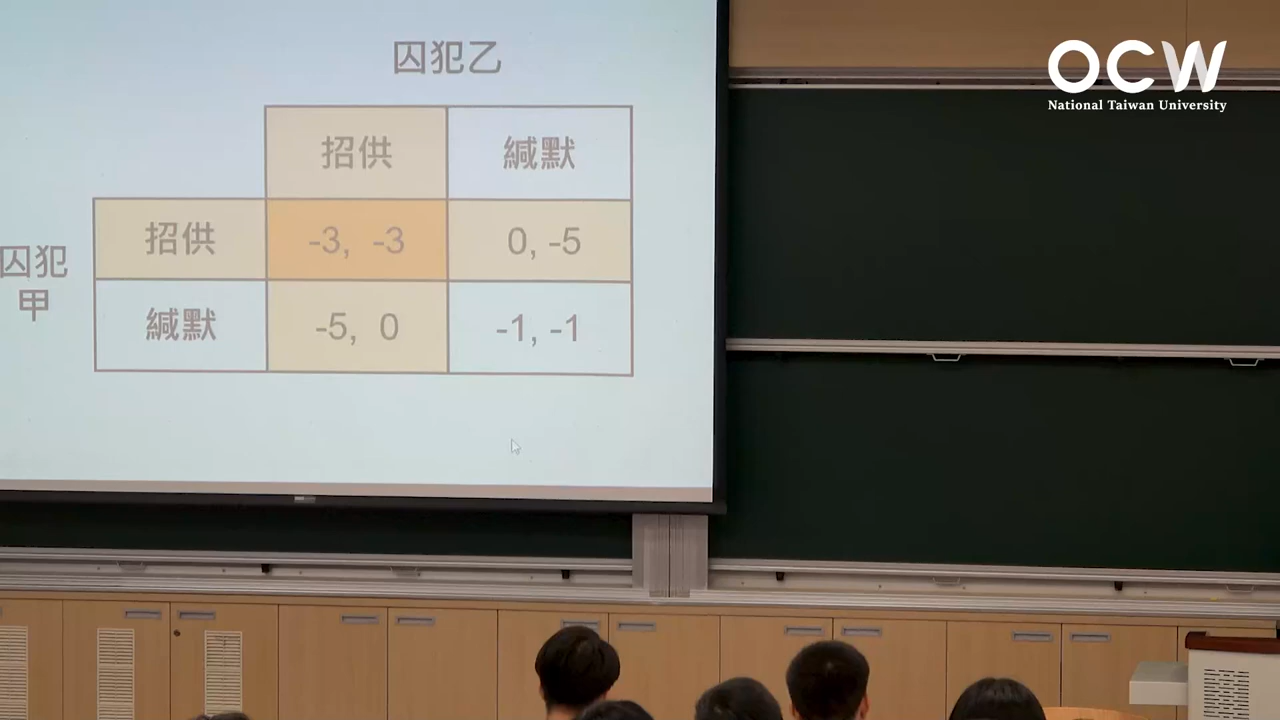 囚犯乙
招供 緘默
囚犯
甲
招供 -3, -3 0, -5
緘默 -5, 0 -1, -1
OCW
National Taiwan University